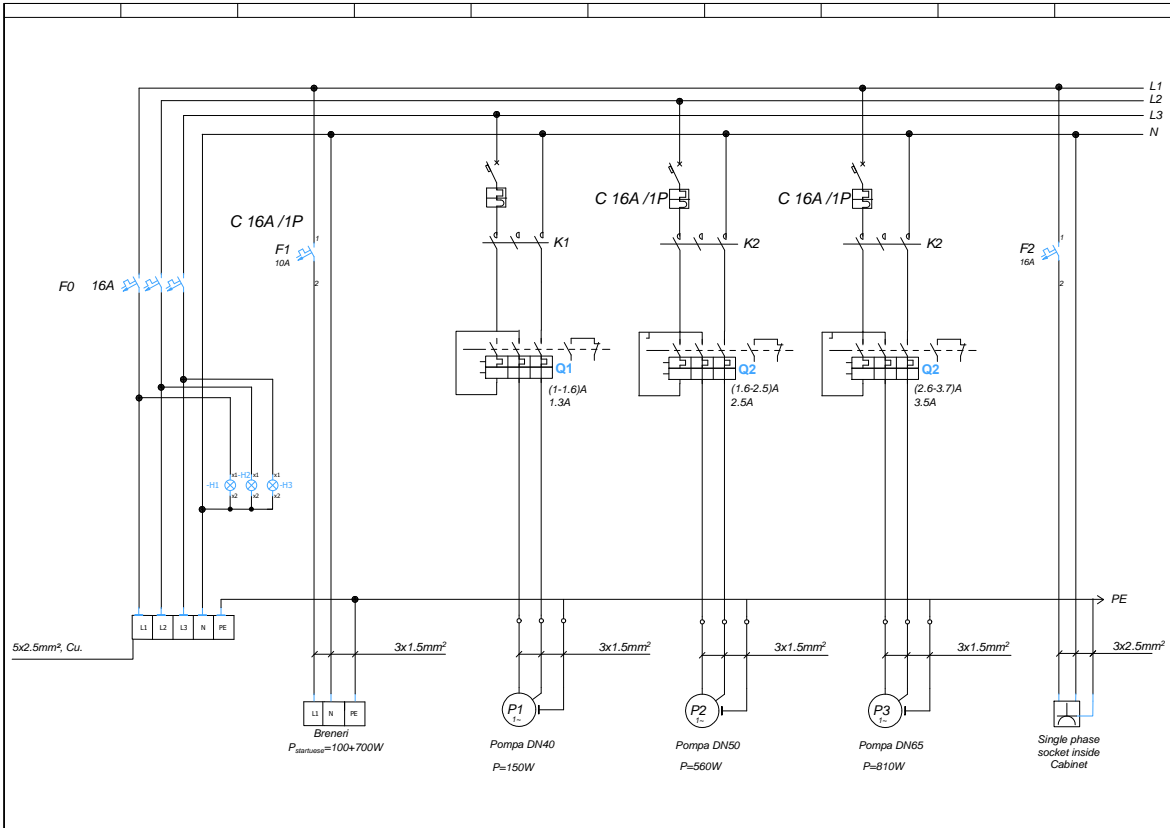 L1
L2
L3
N
C 16A /1P
C 16A /1P
C 16A /1P
F1
10A
1
2
K1
K2
K2
F2
16A
1
2
F0
16A
Q1
(1-1.6)A
1.3A
Q2
(1.6-2.5)A
2.5A
Q2
(2.6-3.7)A
3.5A
-H1
x1
x2
-H2
x1
x2
-H3
x1
x2
PE
L1
L2
L3
N
PE
5x2.5mm², Cu.
3x1.5mm²
3x1.5mm²
3x1.5mm²
3x1.5mm²
3x2.5mm²
L1
N
PE
Breneri
Pstartuese=100+700W
P1
1~
Pompa DN40
P=150W
P2
1~
Pompa DN50
P=560W
P3
1~
Pompa DN65
P=810W
Single phase
socket inside
Cabinet